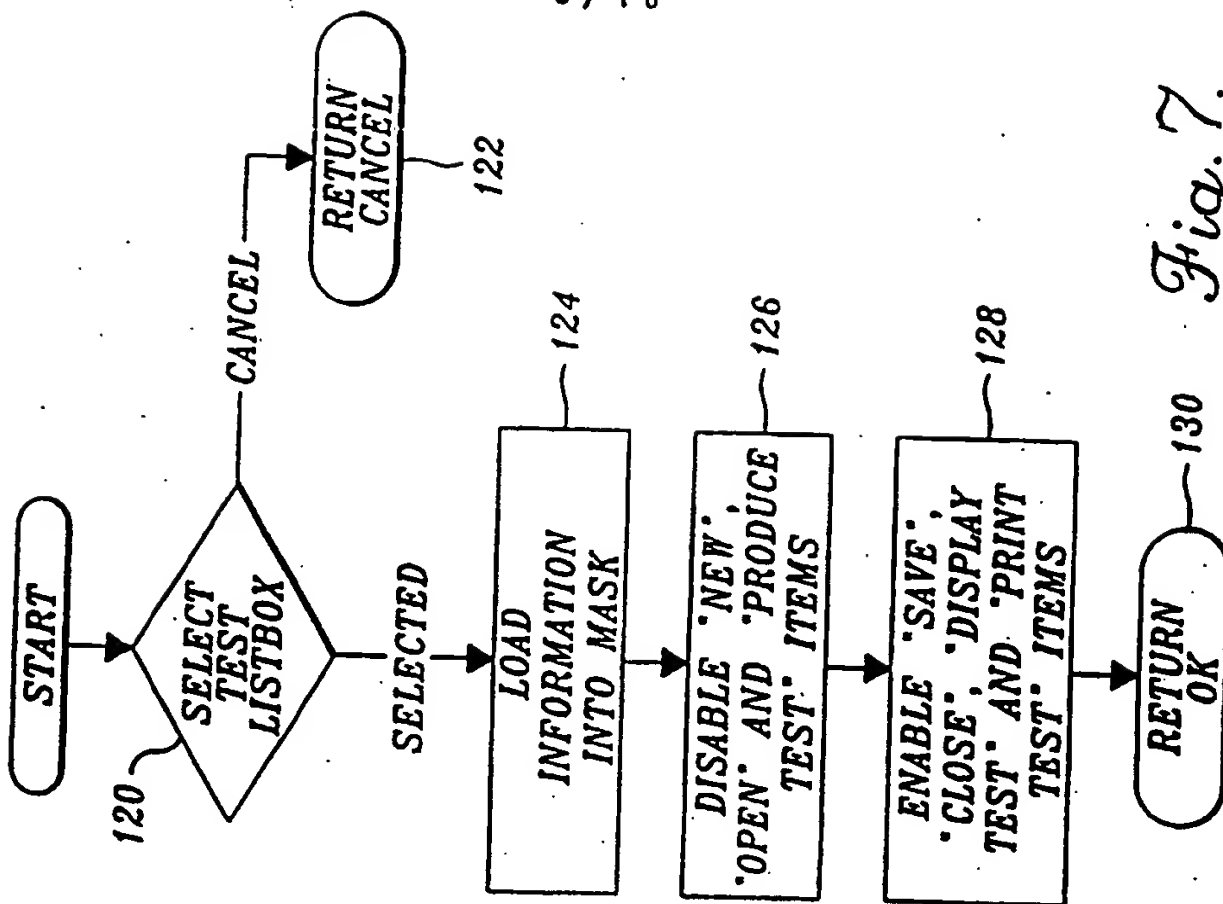 START
120
SELECT
TEST
LISTBOX
CANCEL
RETURN
CANCEL
122
SELECTED
LOAD
INFORMATION
INTO MASK
124
DISABLE "NEW",
"OPEN" AND "PRODUCE
TEST" ITEMS
126
ENABLE "SAVE",
"CLOSE", "DISPLAY
TEST" AND "PRINT
TEST" ITEMS
128
RETURN
OK
130
Fig. 7.